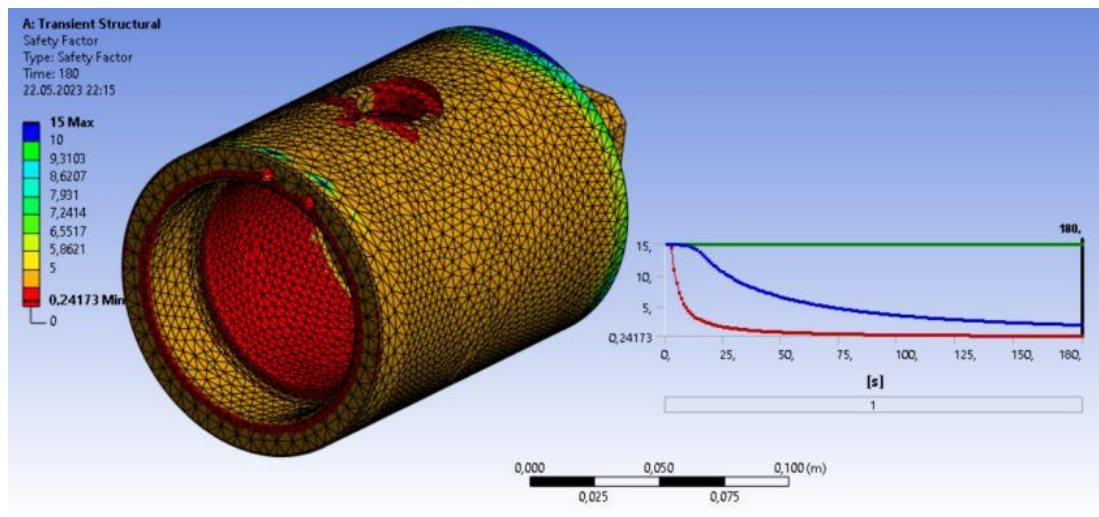 A: Transient Structural
Safety Factor
Type: Safety Factor
Time: 180
22.05.2023 22:15
15 Max
10
9,3103
8,6207
7,931
7,2414
6,5517
5,8621
5
0,24173 Min
0
180,
15,
10,
5,
0,24173
0, 25, 50, 75, 100, 125, 150, 180,
[s]
1
0,000 0,050 0,100 (m)
0,025 0,075